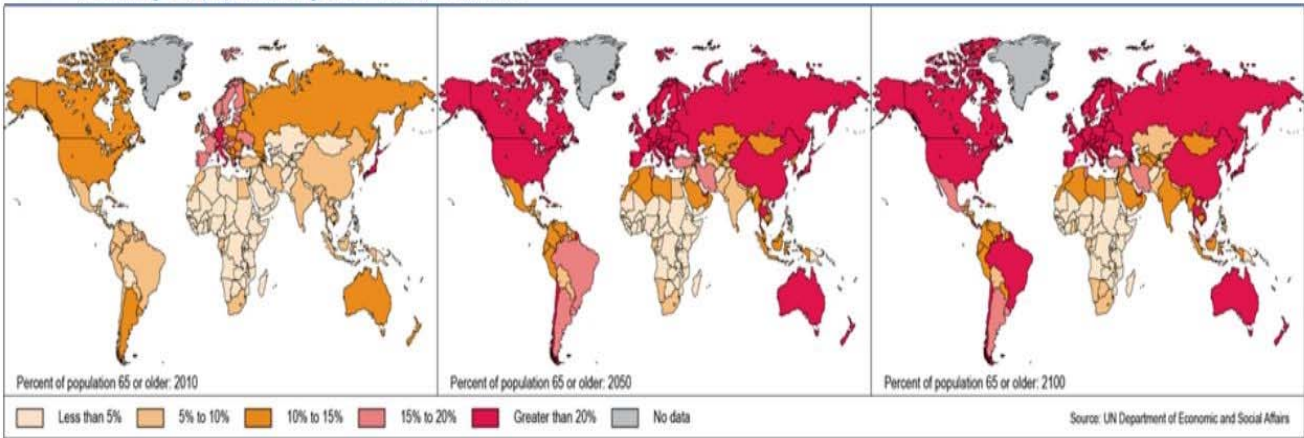 Percent of population 65 or older: 2010
Percent of population 65 or older: 2050
Percent of population 65 or older: 2100
Less than 5%
5% to 10%
10% to 15%
15% to 20%
Greater than 20%
No data
Source: UN Department of Economic and Social Affairs